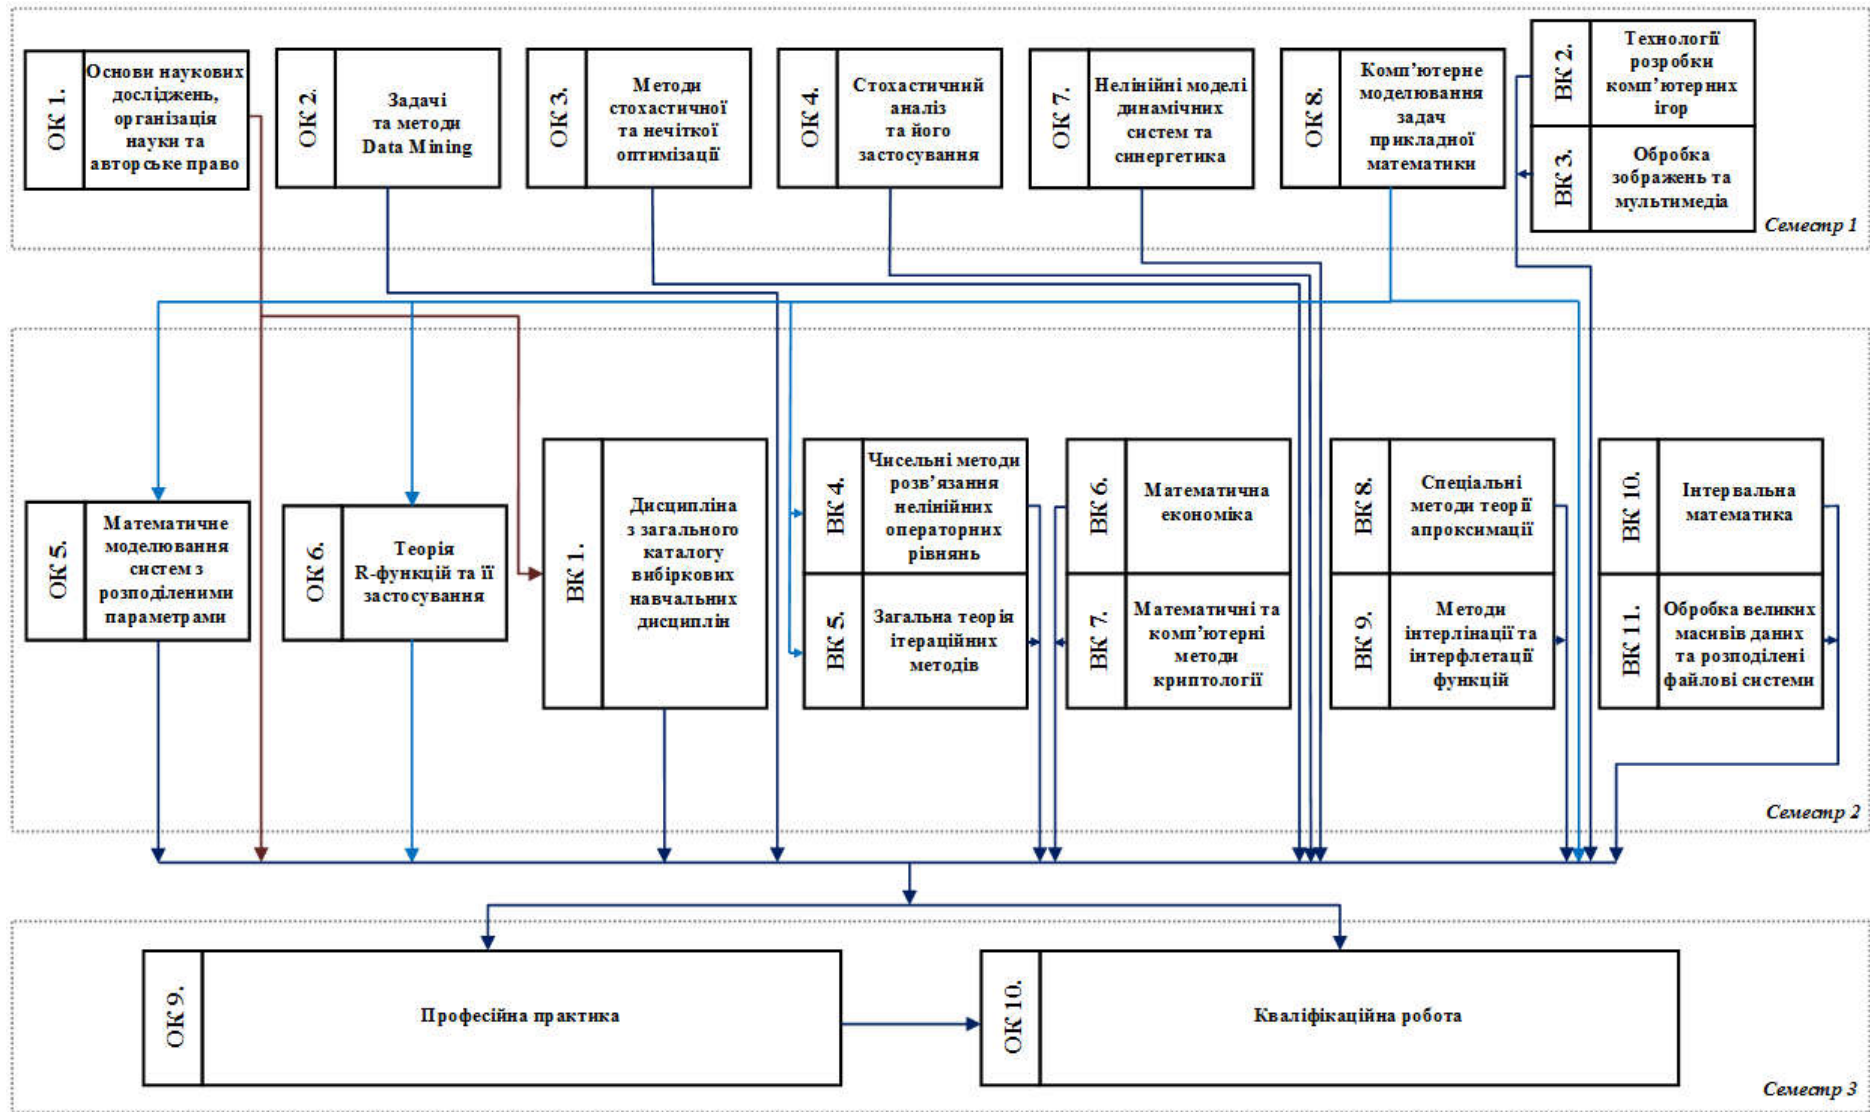 ОК 1.
Основи наукових
досліджень,
організація
науки та
авторське право
ОК 2.
Задачі
та методи
Data Mining
ОК 3.
Методи
стохастичної
та нечіткої
оптимізації
ОК 4.
Стохастичний
аналіз
та його
застосування
ОК 7.
Нелінійні моделі
динамічних
систем та
синергетика
ОК 8.
Комп’ютерне
моделювання
задач
прикладної
математики
ВК 2.
Технології
розробки
комп’ютерних
ігор
ВК 3.
Обробка
зображень та
мультимедіа
Семестр 1
ОК 5.
Математичне
моделювання
систем з
розподіленими
параметрами
ОК 6.
Теорія
R-функцій та її
застосування
ВК 1.
Дисципліна
з загального
каталогу
вибіркових
навчальних
дисциплін
ВК 4.
Чисельні методи
розв’язання
нелінійних
операторних
рівнянь
ВК 5.
Загальна теорія
ітераційних
методів
ВК 6.
Математична
економіка
ВК 7.
Математичні та
комп’ютерні
методи
криптології
ВК 8.
Спеціальні
методи теорії
апроксимації
ВК 9.
Методи
інтерлінації та
інтерфлетації
функцій
ВК 10.
Інтервальна
математика
ВК 11.
Обробка великих
масивів даних
та розподілені
файлові системи
Семестр 2
ОК 9.
Професійна практика
ОК 10.
Кваліфікаційна робота
Семестр 3